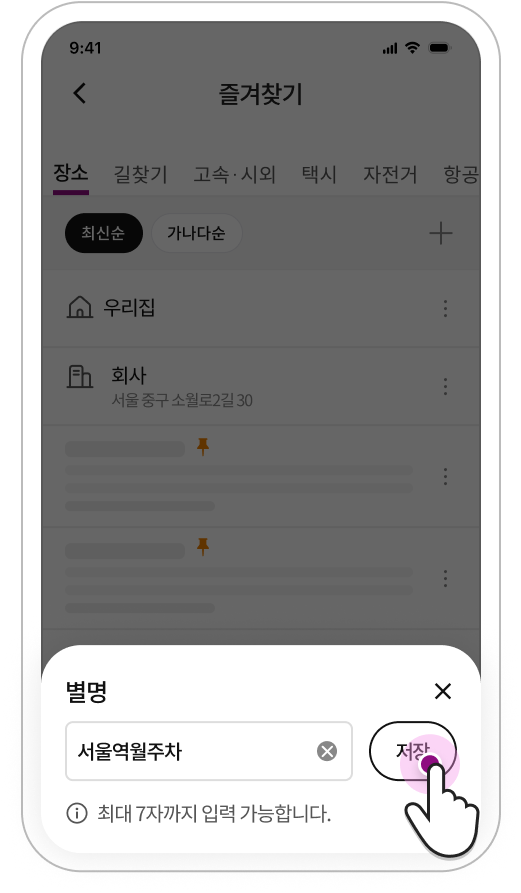 9:41
즐겨찾기
장소 길찾기 고속·시외 택시 자전거 항공
최신순 가나다순
우리집
회사
서울 중구 소월로2길 30
별명
서울역월주차 저장
최대 7자까지 입력 가능합니다.